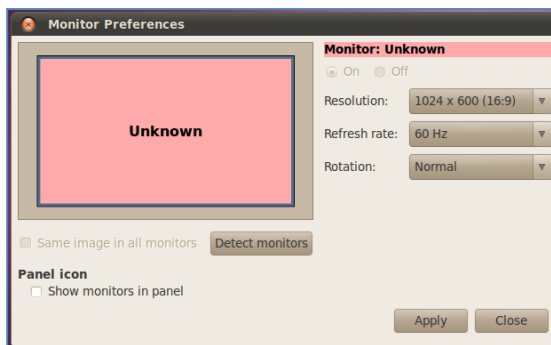 Monitor Preferences
Monitor: Unknown
On Off
Unknown
Resolution: 1024 x 600 (16:9)
Refresh rate: 60 Hz
Rotation: Normal
Same image in all monitors Detect monitors
Panel icon
Show monitors in panel
Apply Close